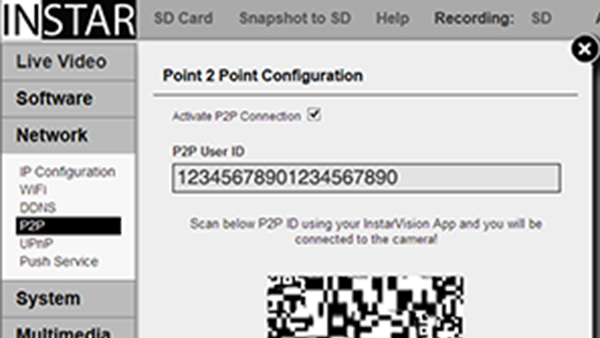 INSTAR
SD Card Snapshot to SD Help Recording: SD
Live Video
Software
Network
IP Configuration
WiFi
DDNS
P2P
UPnP
Push Service
System
Multimedia
Point 2 Point Configuration
Activate P2P Connection
P2P User ID
12345678901234567890
Scan below P2P ID using your InstarVision App and you will be
connected to the camera!